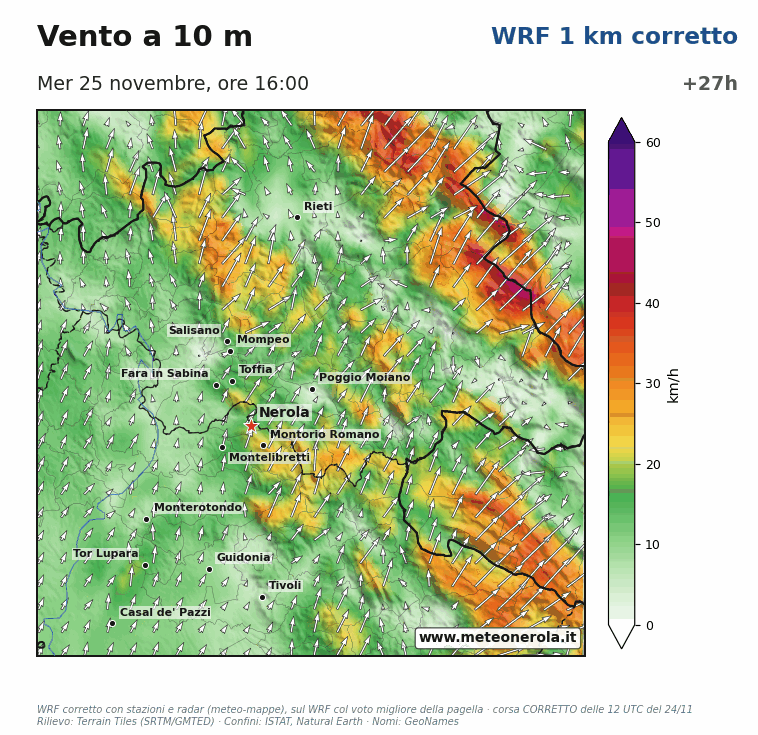 Vento a 10 m
WRF 1 km corretto
Mer 25 novembre, ore 16:00
+27h
Rieti
Salisano
Mompeo
Fara in Sabina
Toffia
Poggio Moiano
Nerola
Montorio Romano
Montelibretti
Monterotondo
Tor Lupara
Guidonia
Tivoli
Casal de' Pazzi
www.meteonerola.it
60
50
40
30
20
10
0
km/h
WRF corretto con stazioni e radar (meteo-mappe), sul WRF col voto migliore della pagella · corsa CORRETTO delle 12 UTC del 24/11
Rilievo: Terrain Tiles (SRTM/GMTED) · Confini: ISTAT, Natural Earth · Nomi: GeoNames